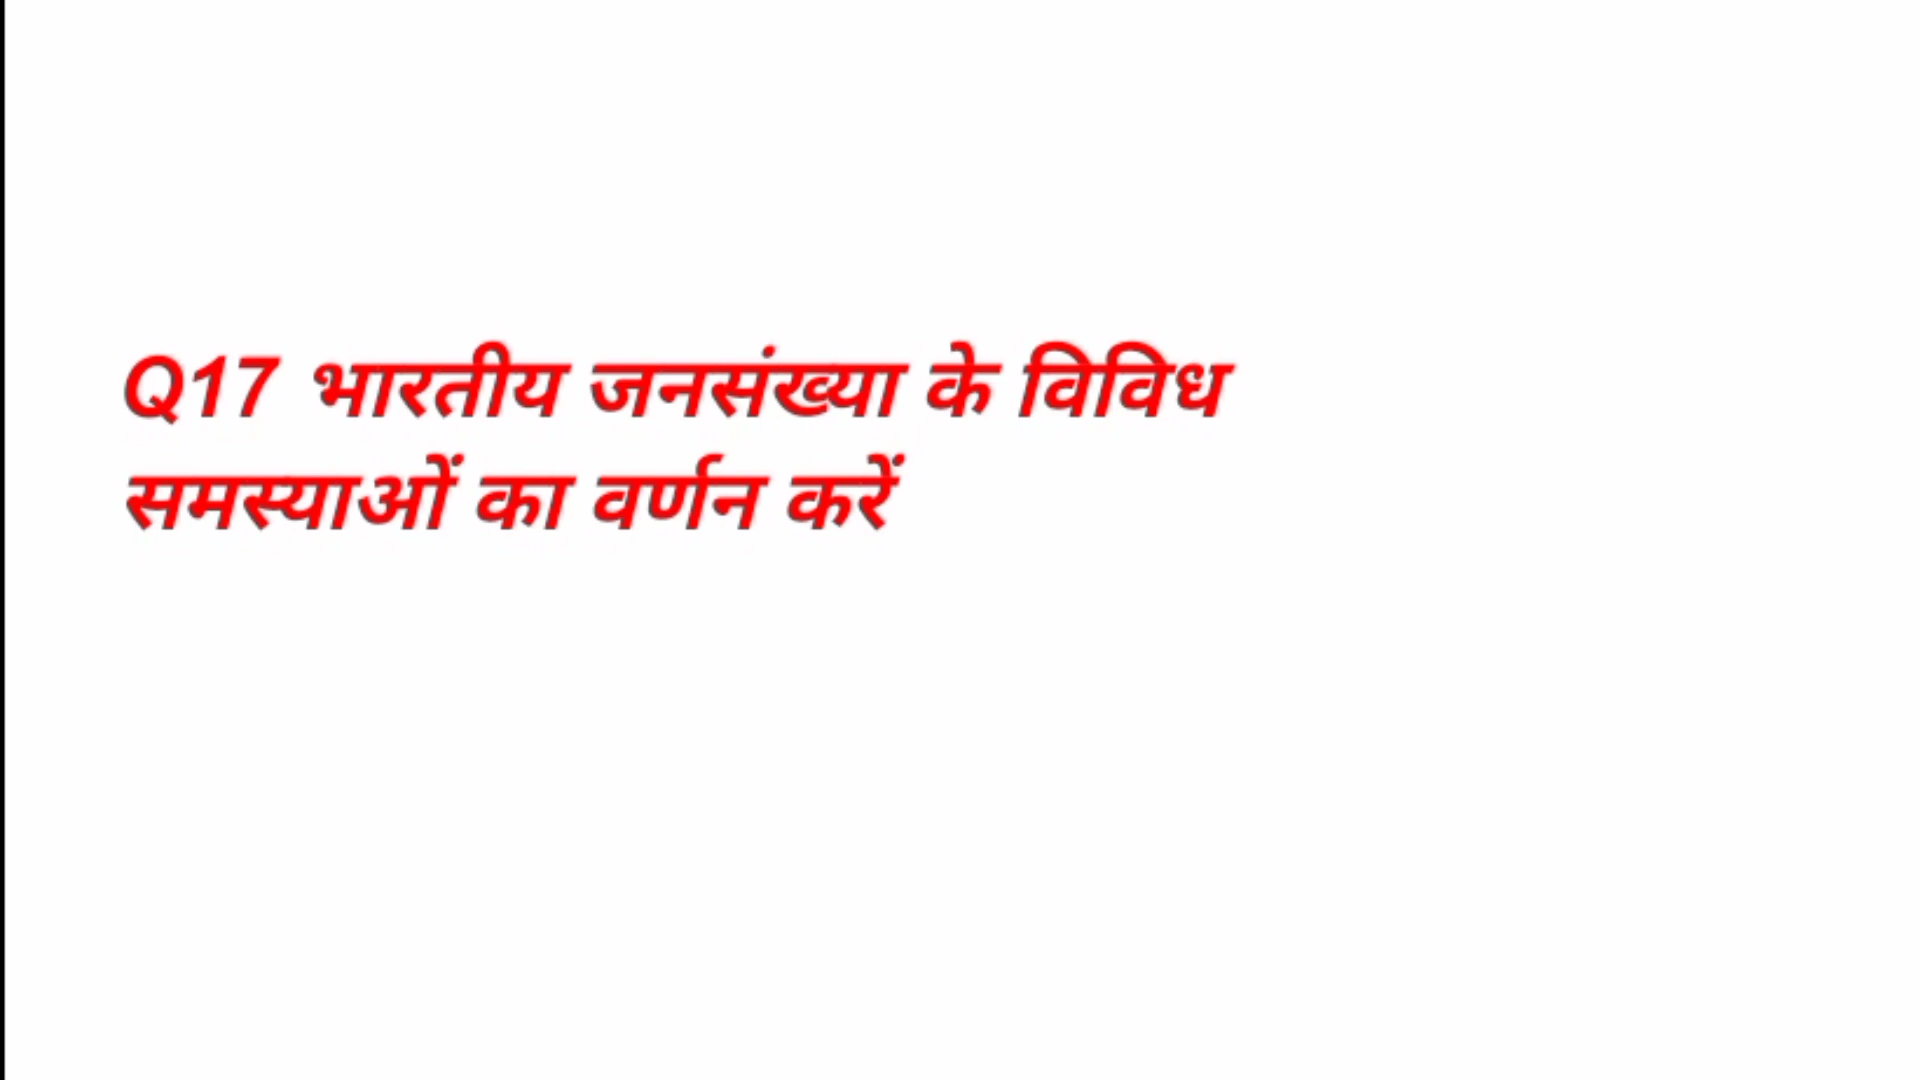 Q17 भारतीय जनसंख्या के विविध
समस्याओं का वर्णन करें